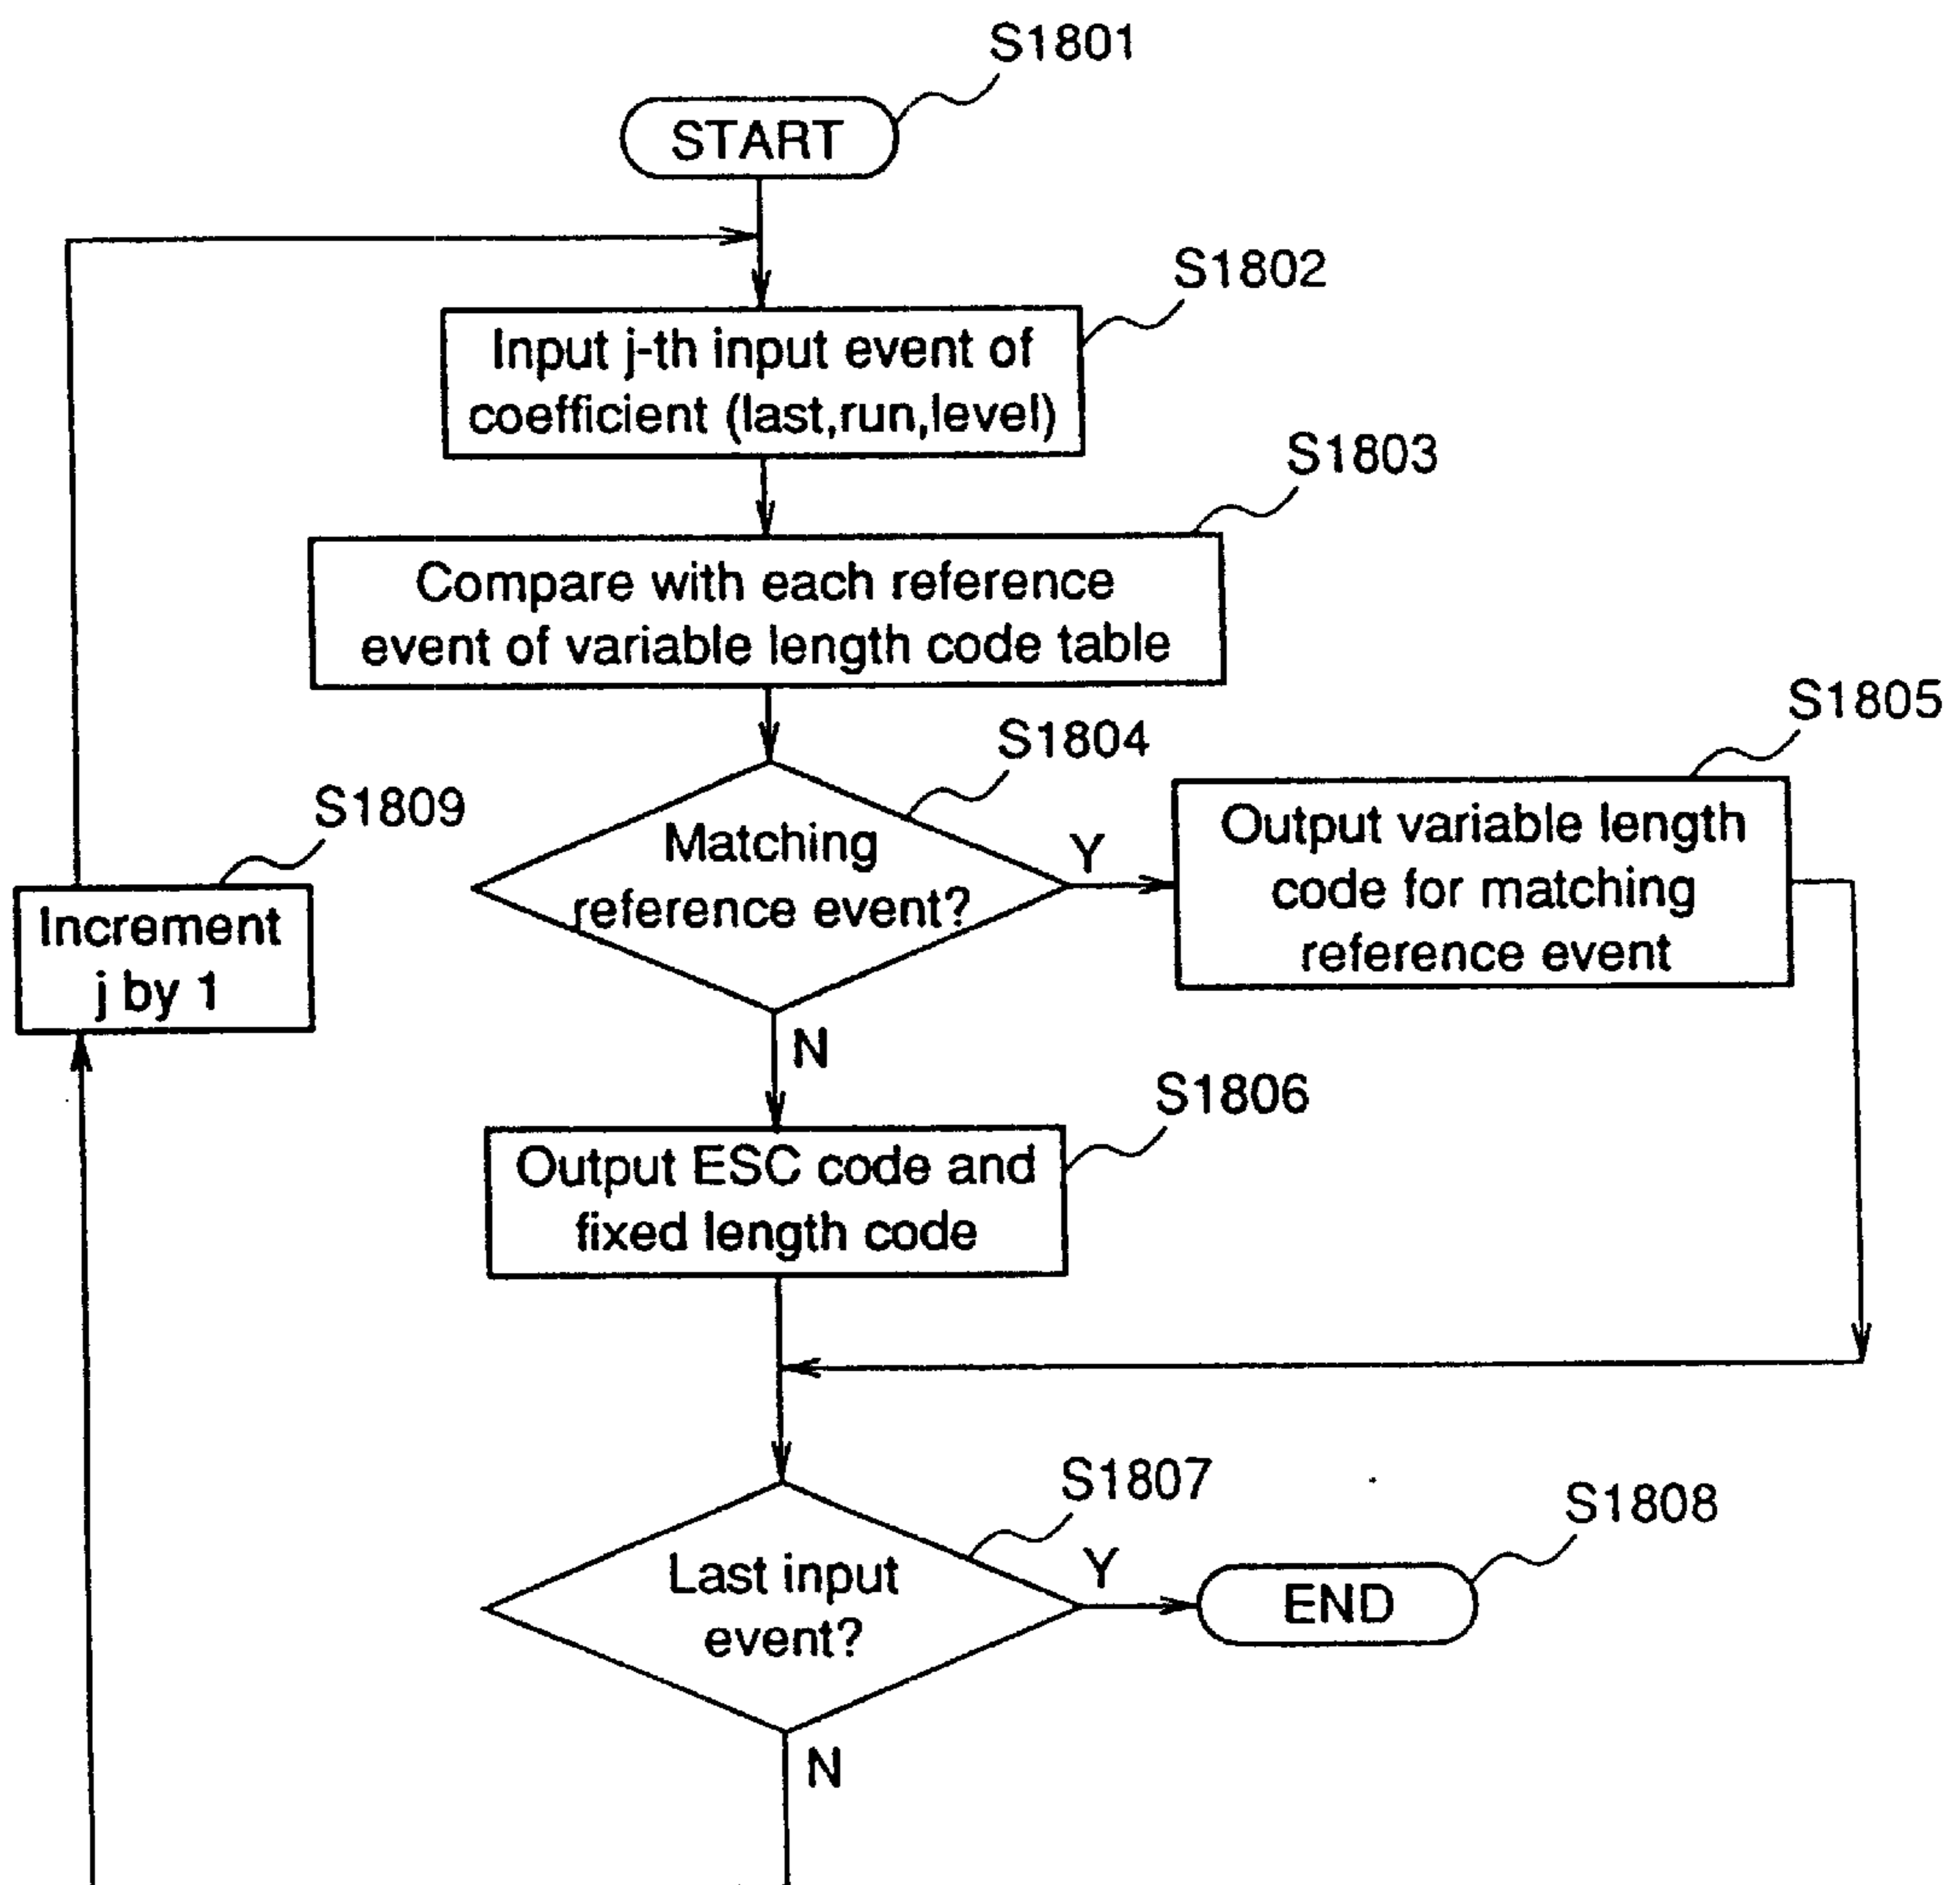 S1801
START
S1802
Input j-th input event of
coefficient (last,run,level)
S1803
Compare with each reference
event of variable length code table
S1804
Matching
reference event?
Y
S1805
Output variable length
code for matching
reference event
S1809
Increment
j by 1
N
S1806
Output ESC code and
fixed length code
S1807
Last input
event?
Y
S1808
END
N